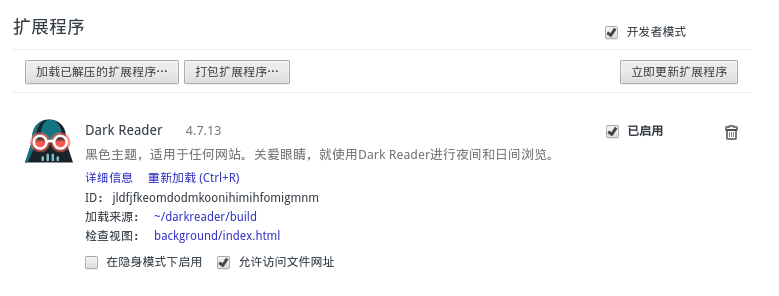 扩展程序
开发者模式
加载已解压的扩展程序… 打包扩展程序… 立即更新扩展程序
Dark Reader 4.7.13 已启用
黑色主题，适用于任何网站。关爱眼睛，就使用Dark Reader进行夜间和日间浏览。
详细信息 重新加载 (Ctrl+R)
ID: jldfjfkeomdodmkoonihimihfomigmnm
加载来源： ~/darkreader/build
检查视图： background/index.html
在隐身模式下启用 允许访问文件网址